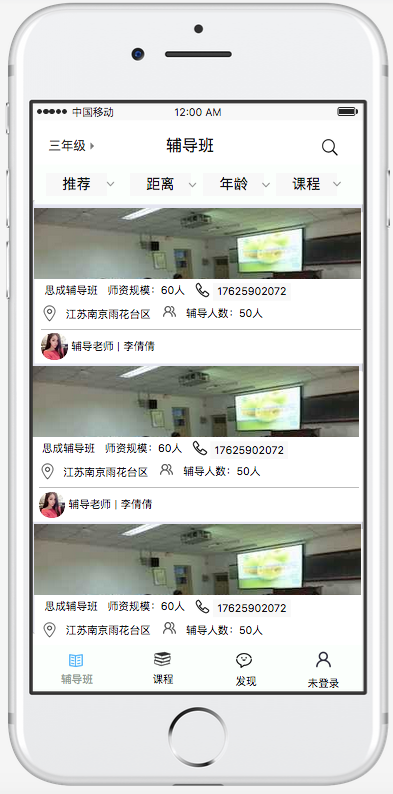 中国移动 12:00 AM
三年级 辅导班
推荐 距离 年龄 课程
思成辅导班 师资规模：60人 17625902072
江苏南京雨花台区 辅导人数：50人
辅导老师 | 李倩倩
思成辅导班 师资规模：60人 17625902072
江苏南京雨花台区 辅导人数：50人
辅导老师 | 李倩倩
思成辅导班 师资规模：60人 17625902072
江苏南京雨花台区 辅导人数：50人
辅导班 课程 发现 未登录